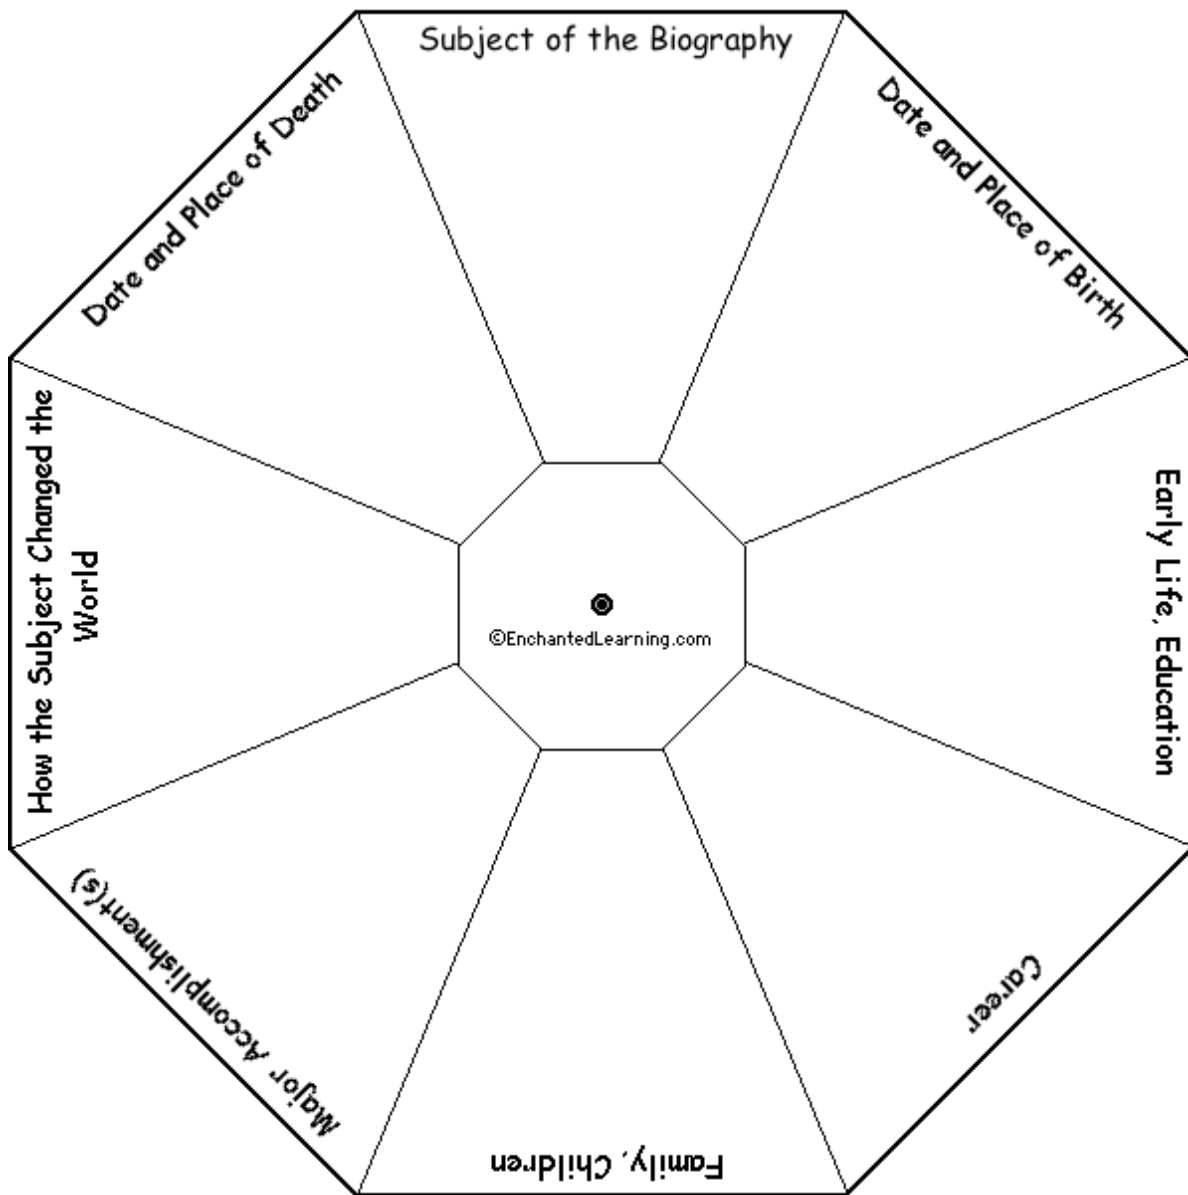 Subject of the Biography
Date and Place of Birth
Early Life, Education
Career
Family, Children
Major Accomplishment(s)
How the Subject Changed the
World
Date and Place of Death
©EnchantedLearning.com